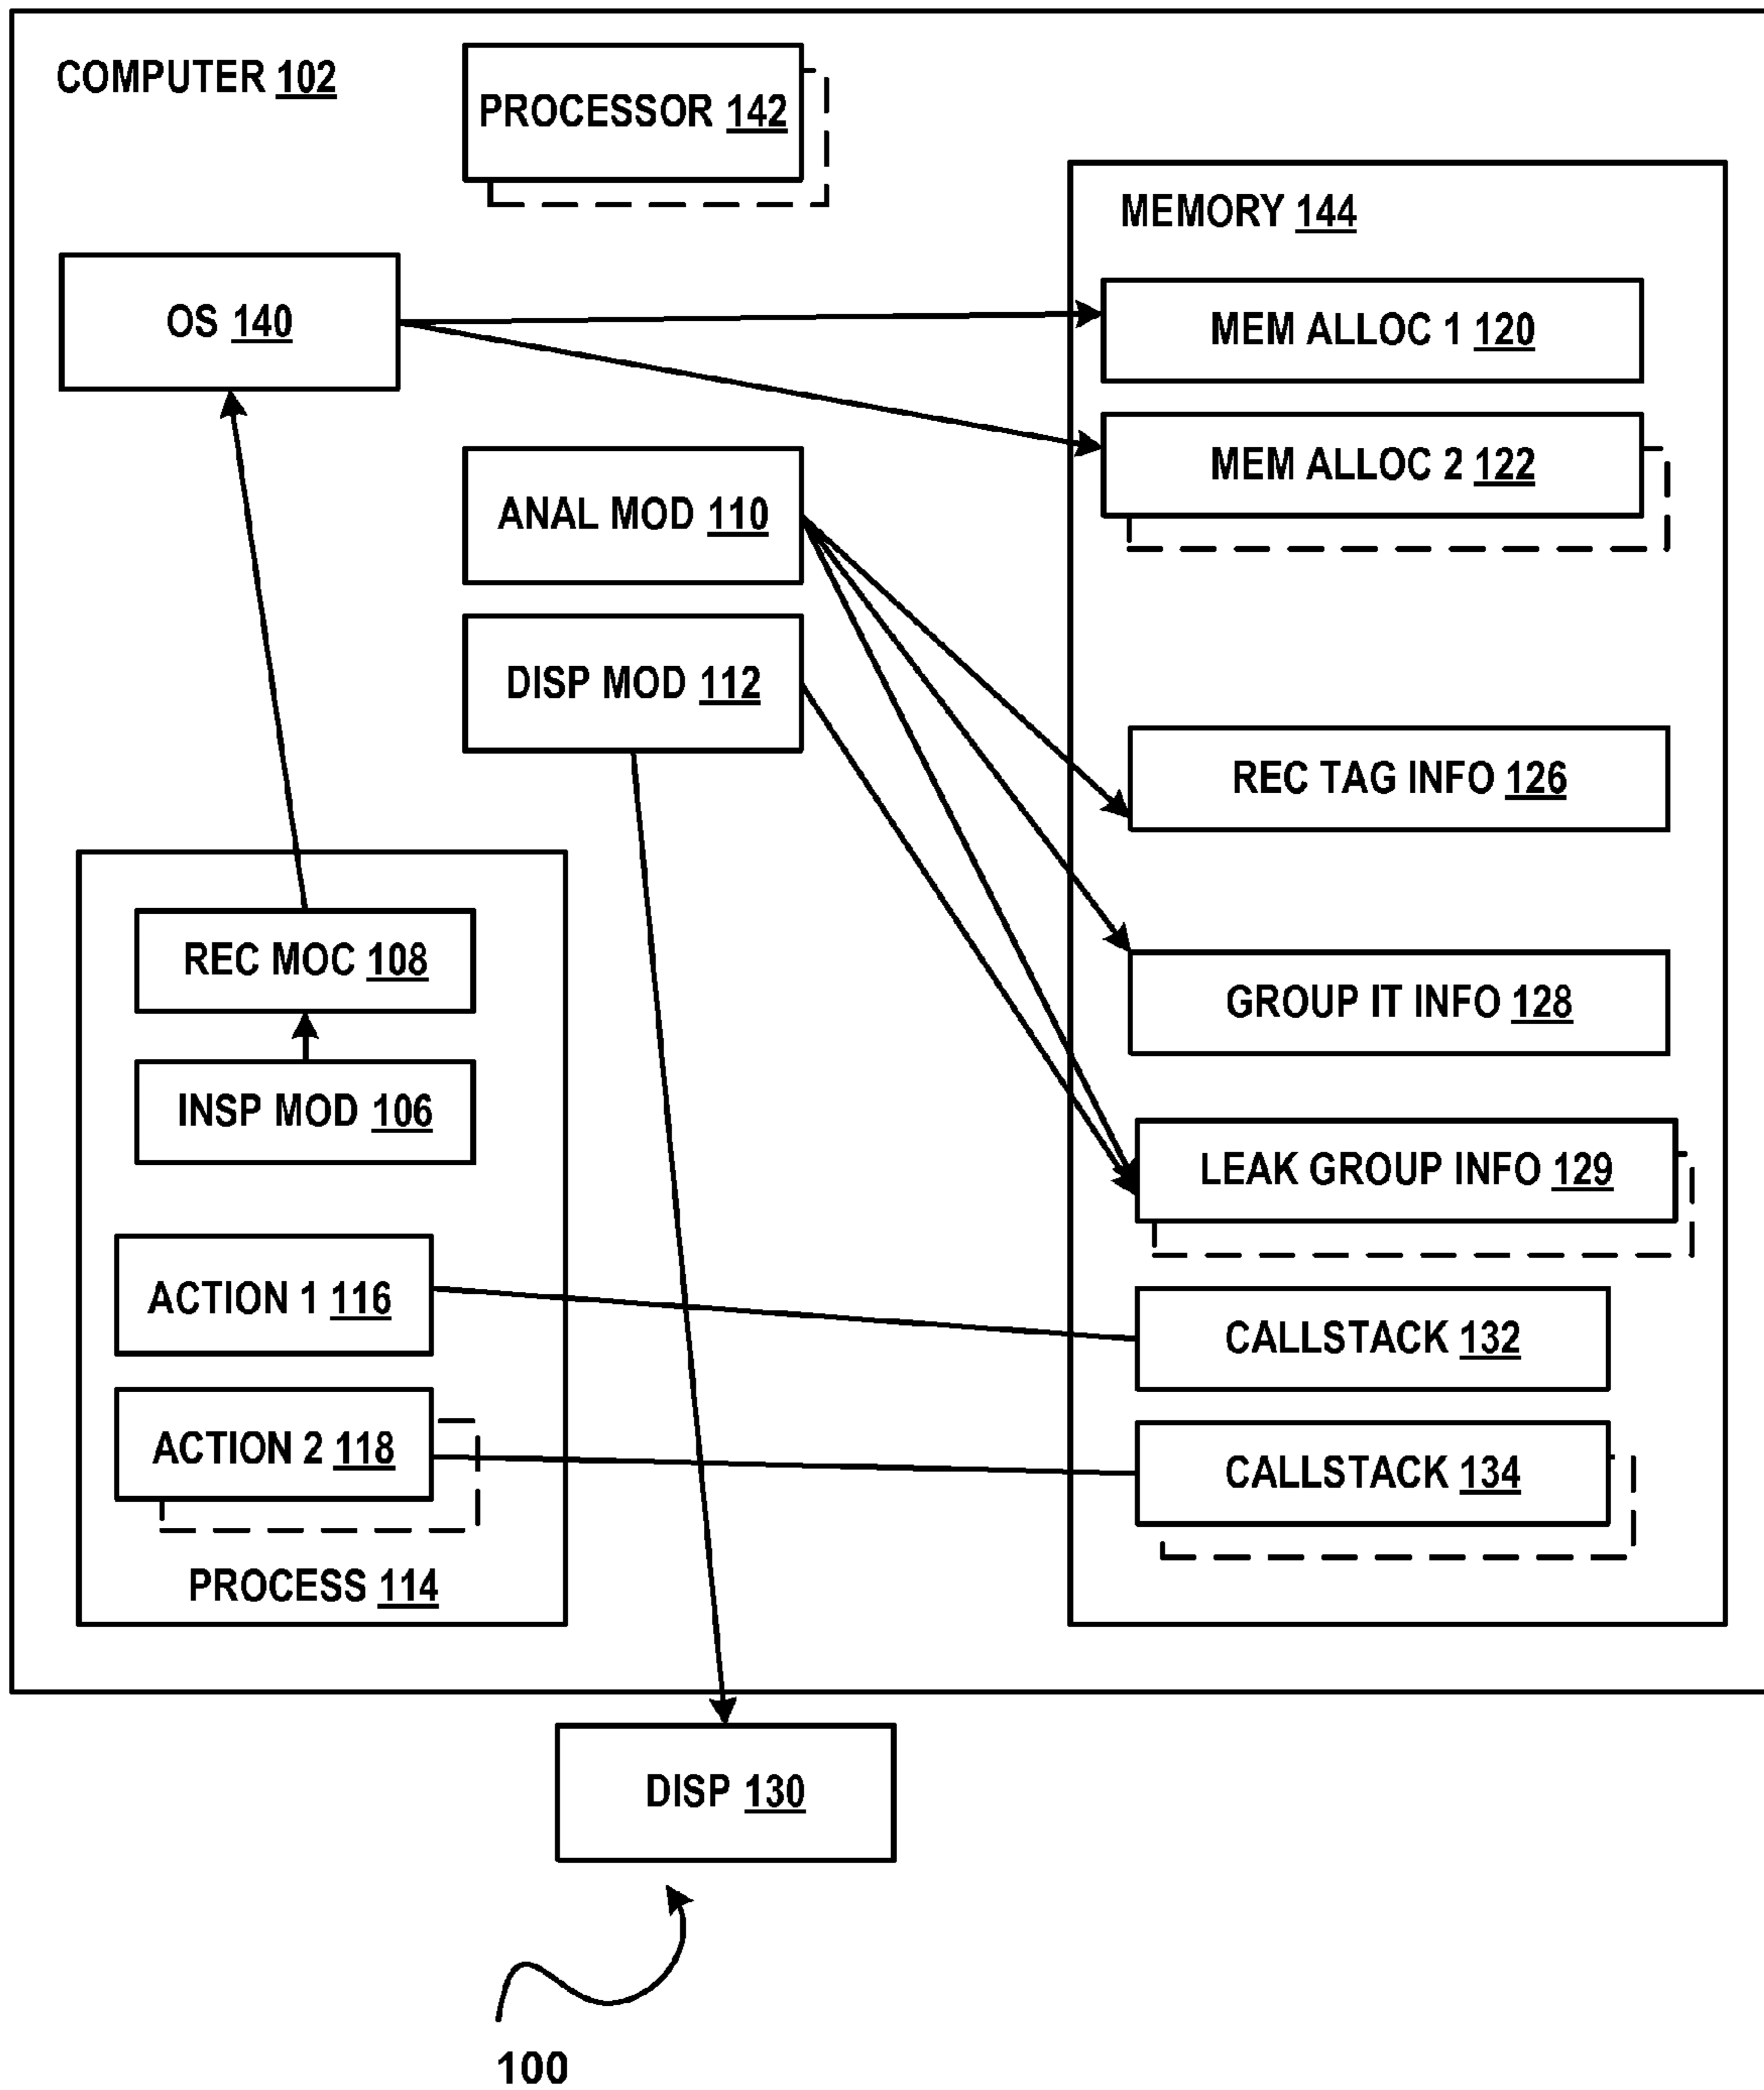 COMPUTER 102
PROCESSOR 142
MEMORY 144
OS 140
MEM ALLOC 1 120
MEM ALLOC 2 122
ANAL MOD 110
DISP MOD 112
REC TAG INFO 126
REC MOC 108
GROUP IT INFO 128
INSP MOD 106
LEAK GROUP INFO 129
ACTION 1 116
CALLSTACK 132
ACTION 2 118
CALLSTACK 134
PROCESS 114
DISP 130
100